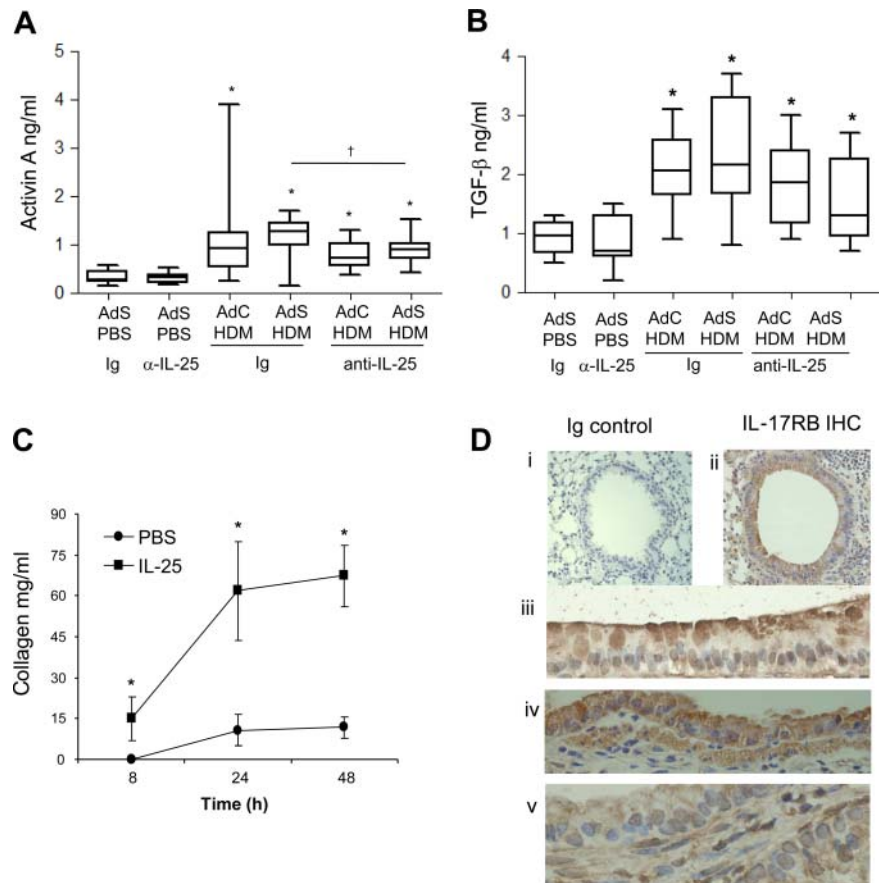 A
Activin A ng/ml
5
4
3
2
1
0
*
*
†
*
*
AdS PBS
AdS PBS
AdC HDM
AdS HDM
AdC HDM
AdS HDM
Ig
α-IL-25
Ig
anti-IL-25
B
TGF-β ng/ml
4
3
2
1
0
*
*
*
*
AdS PBS
AdS PBS
AdC HDM
AdS HDM
AdC HDM
AdS HDM
Ig
α-IL-25
Ig
anti-IL-25
C
Collagen mg/ml
90
75
60
45
30
15
0
PBS
IL-25
*
*
*
8
24
48
Time (h)
D
Ig control
IL-17RB IHC
i
ii
iii
iv
v